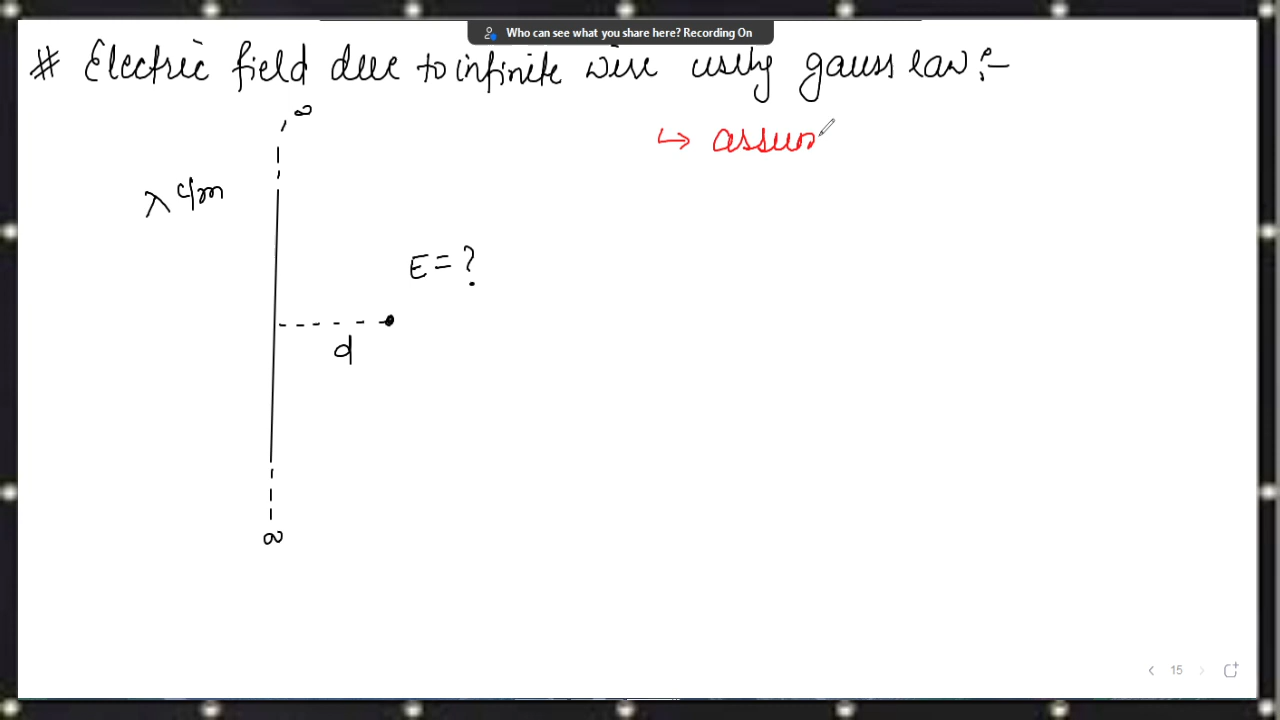 Who can see what you share here? Recording On
# Electric field due to infinite wire using gauss law:-
∞
↳ assum
λ C/m
E = ?
d
∞
15